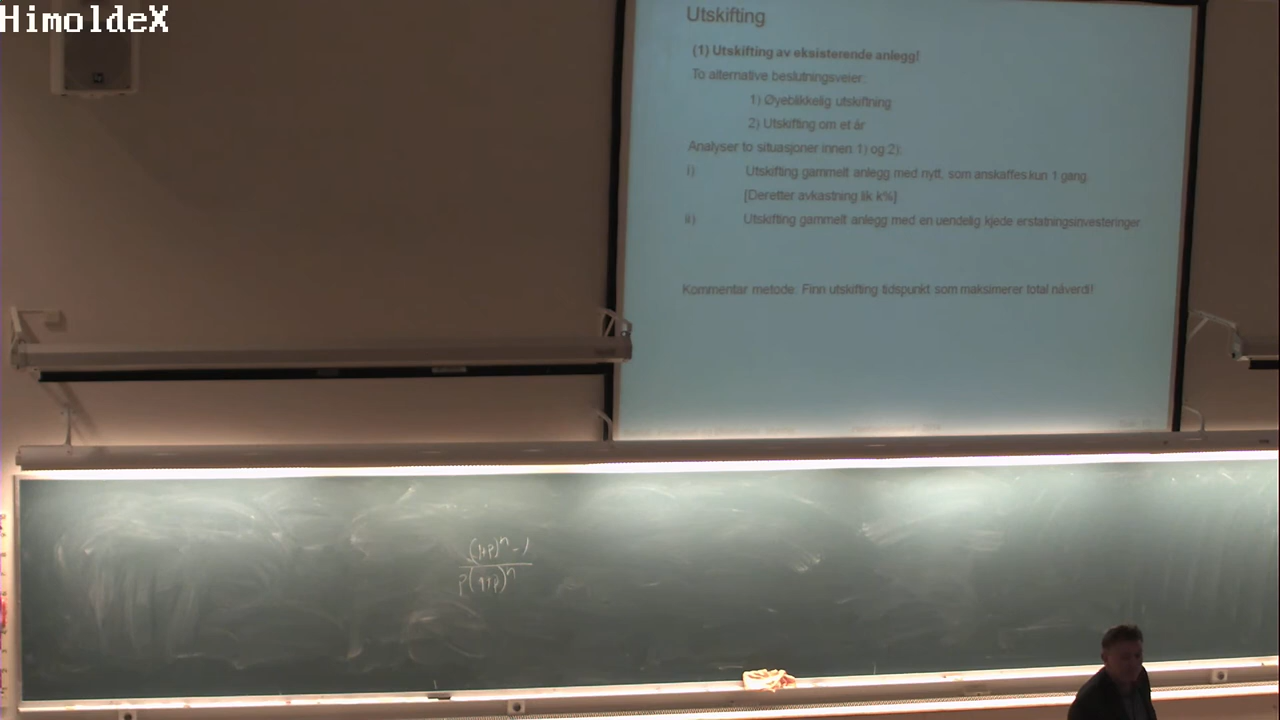 HimoldeX
Utskifting
(1) Utskifting av eksisterende anlegg!
To alternative beslutningsveier:
1) Øyeblikkelig utskiftning
2) Utskifting om et år
Analyser to situasjoner innen 1) og 2):
i) Utskifting gammelt anlegg med nytt, som anskaffes kun 1 gang.
[Deretter avkastning lik k%]
ii) Utskifting gammelt anlegg med en uendelig kjede erstatningsinvesteringer.
Kommentar metode: Finn utskifting tidspunkt som maksimerer total nåverdi!
(1+p)^n - 1
p(1+p)^n